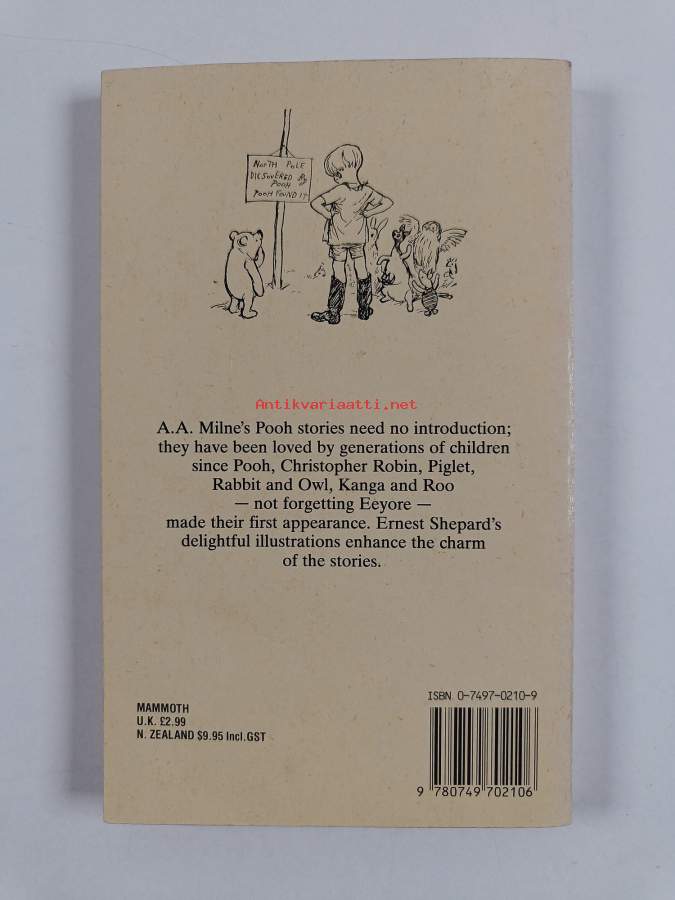 NORTH POLE
DICSOVERED By
POOH
POOH FOUND IT
Antikvariaatti.net
A.A. Milne's Pooh stories need no introduction;
they have been loved by generations of children
since Pooh, Christopher Robin, Piglet,
Rabbit and Owl, Kanga and Roo
— not forgetting Eeyore —
made their first appearance. Ernest Shepard's
delightful illustrations enhance the charm
of the stories.
MAMMOTH
U.K. £2.99
N. ZEALAND $9.95 Incl.GST
ISBN 0-7497-0210-9
9 780749 702106